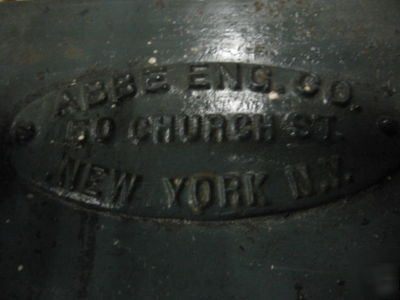 ABBE ENG. CO.
50 CHURCH ST.
NEW YORK N.Y.